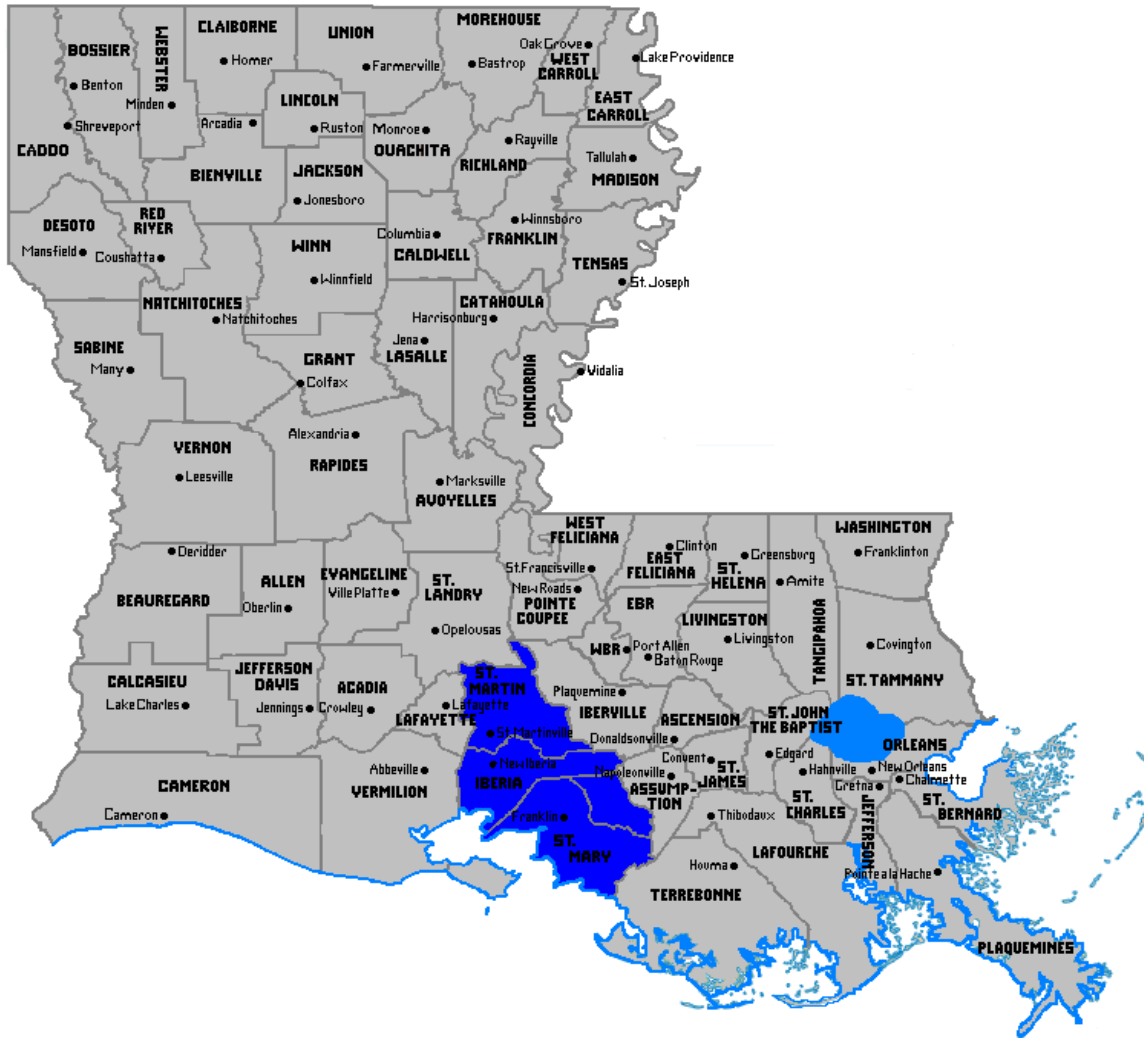 CLAIBORNE
UNION
MOREHOUSE
BOSSIER
WEBSTER
Homer
Farmerville
Bastrop
Oak Grove
WEST
CARROLL
Lake Providence
Benton
Minden
LINCOLN
EAST
CARROLL
Shreveport
Arcadia
Ruston
Monroe
OUACHITA
Rayville
CADDO
BIENVILLE
JACKSON
RICHLAND
Tallulah
MADISON
Jonesboro
DESOTO
RED
RIVER
Winnsboro
FRANKLIN
Columbia
CALDWELL
Mansfield
Coushatta
WINN
TENSAS
Winnfield
St. Joseph
NATCHITOCHES
Natchitoches
CATAHOULA
Harrisonburg
SABINE
Many
GRANT
Colfax
Jena
LASALLE
CONCORDIA
Vidalia
VERNON
Leesville
Alexandria
RAPIDES
Marksville
AVOYELLES
WEST
FELICIANA
WASHINGTON
Franklinton
Deridder
Clinton
EAST
FELICIANA
Greensburg
ST.
HELENA
Amite
BEAUREGARD
ALLEN
Oberlin
EVANGELINE
Ville Platte
ST.
LANDRY
St. Francisville
New Roads
POINTE
COUPEE
EBR
LIVINGSTON
Livingston
TANGIPAHOA
Opelousas
WBR
Port Allen
Baton Rouge
Covington
ST. TAMMANY
CALCASIEU
Lake Charles
JEFFERSON
DAVIS
Jennings
ACADIA
Crowley
LAFAYETTE
Lafayette
ST.
MARTIN
St. Martinville
Plaquemine
IBERVILLE
ASCENSION
Donaldsonville
ST. JOHN
THE BAPTIST
ORLEANS
CAMERON
Cameron
Abbeville
VERMILION
New Iberia
IBERIA
Napoleonville
ASSUMP-
TION
Convent
ST.
JAMES
Edgard
Hahnville
New Orleans
Chalmette
Gretna
ST.
CHARLES
JEFFERSON
ST.
BERNARD
Franklin
ST.
MARY
Thibodaux
LAFOURCHE
Houma
TERREBONNE
Pointe a la Hache
PLAQUEMINES